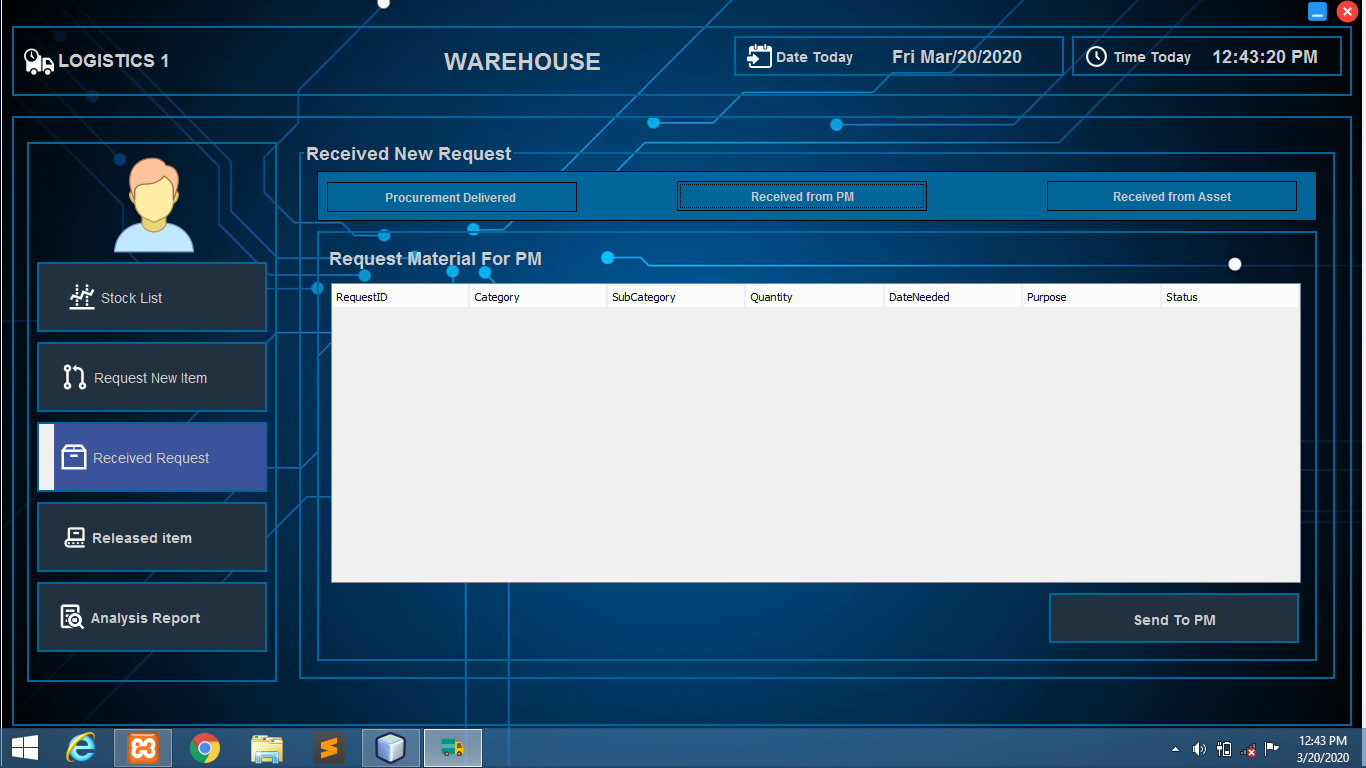 LOGISTICS 1
WAREHOUSE
Date Today
Fri Mar/20/2020
Time Today
12:43:20 PM
Received New Request
Procurement Delivered
Received from PM
Received from Asset
Request Material For PM
RequestID Category SubCategory Quantity DateNeeded Purpose Status
Stock List
Request New Item
Received Request
Released item
Analysis Report
Send To PM
12:43 PM
3/20/2020